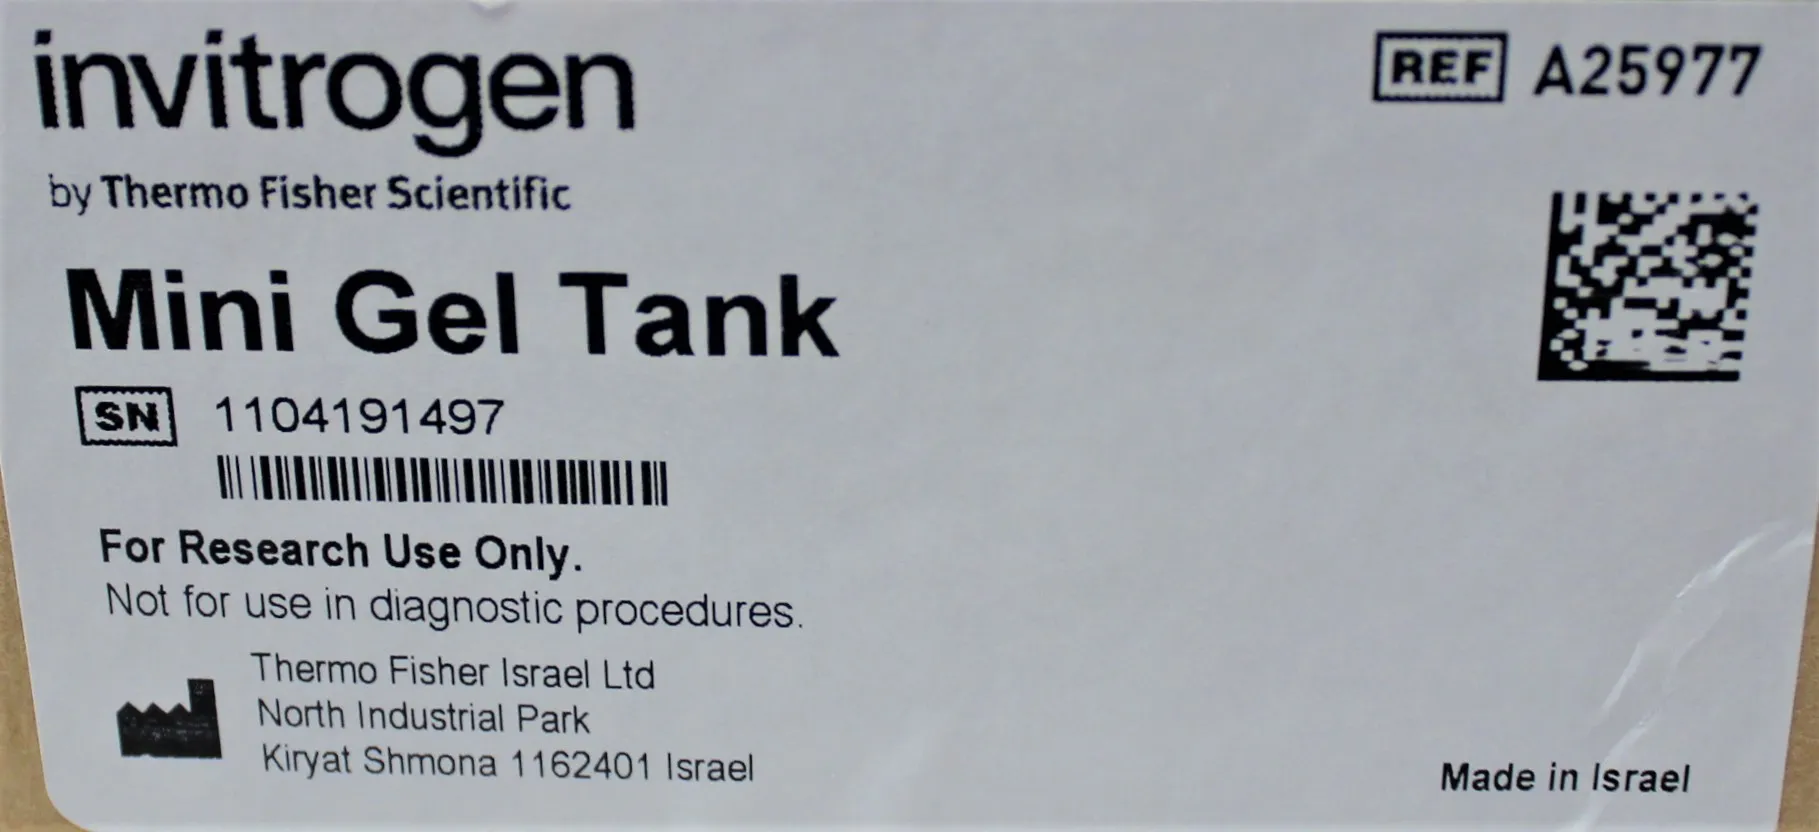 invitrogen
by Thermo Fisher Scientific
REF A25977
Mini Gel Tank
SN 1104191497
For Research Use Only.
Not for use in diagnostic procedures.
Thermo Fisher Israel Ltd
North Industrial Park
Kiryat Shmona 1162401 Israel
Made in Israel